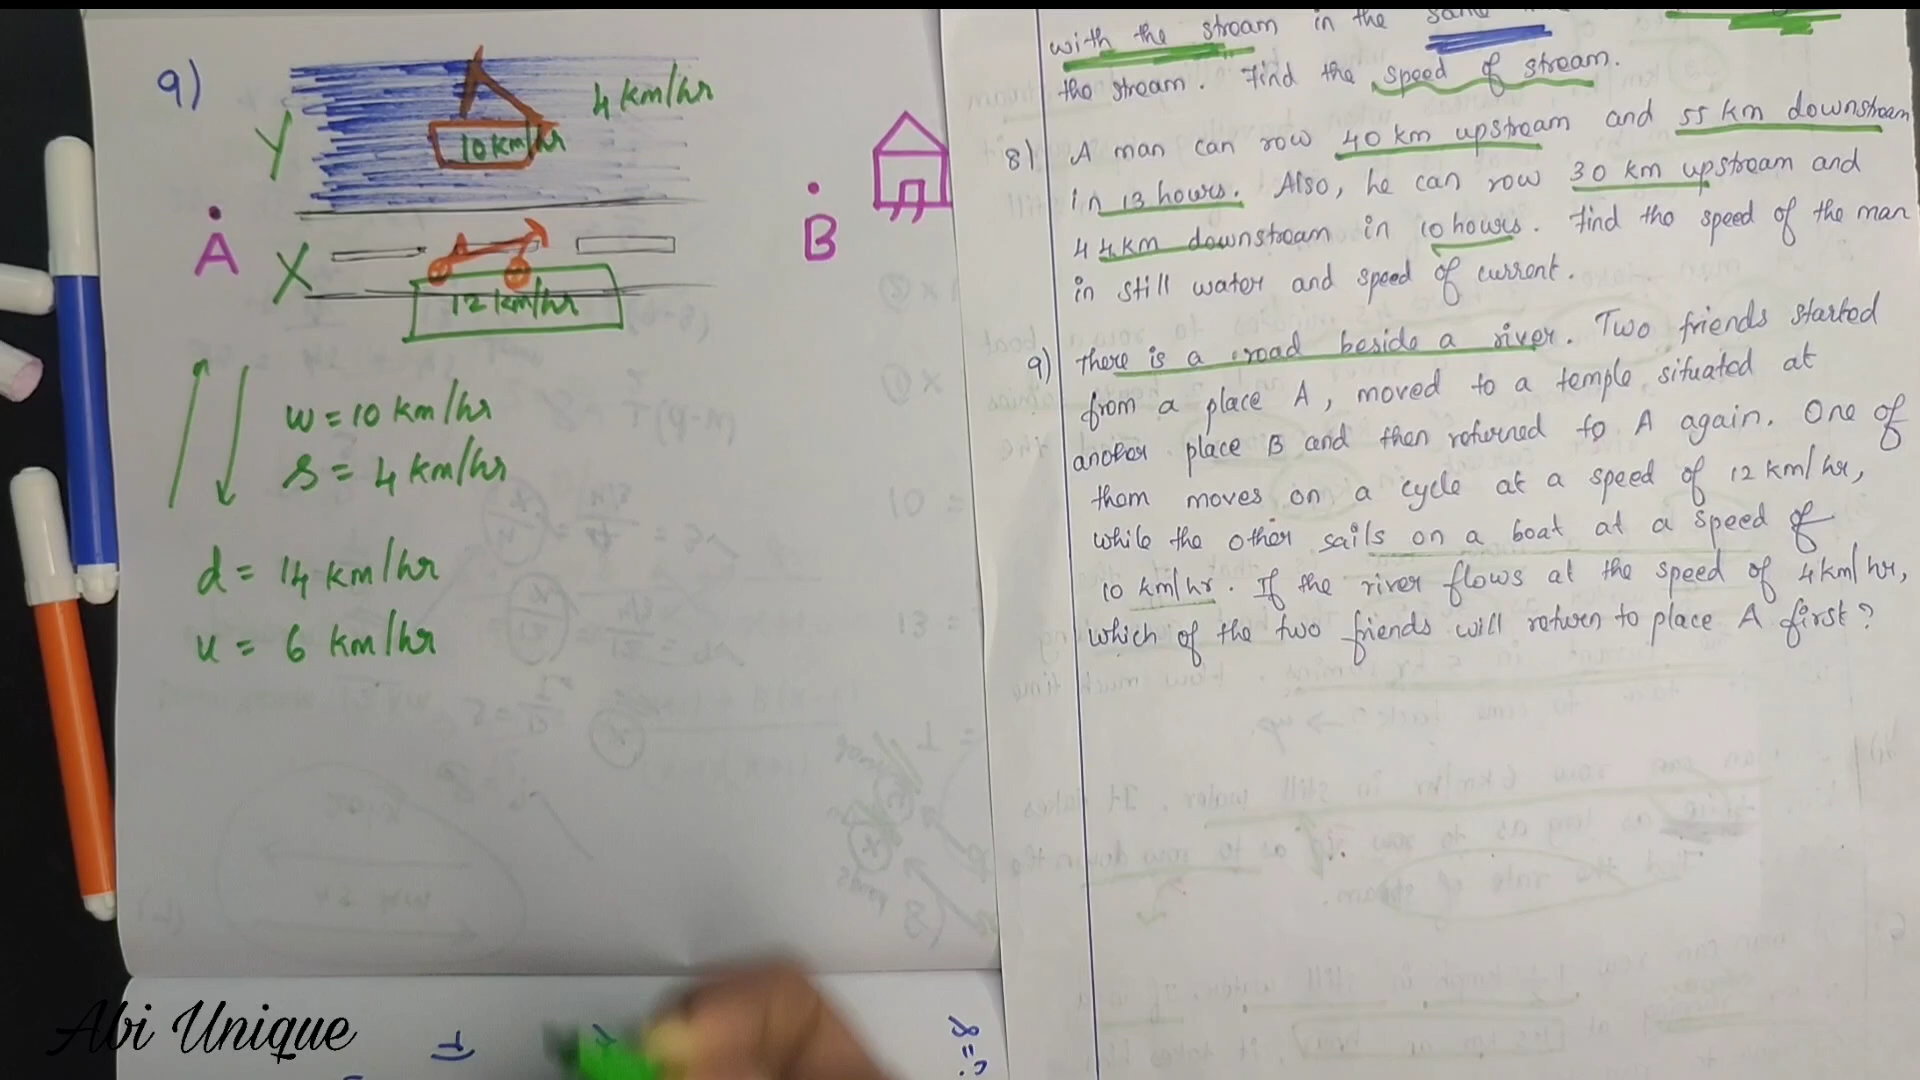 9)
4 km/hr
Y
10 km/hr
A
B
X
12 km/hr
w = 10 km/hr
s = 4 km/hr
d = 14 km/hr
u = 6 km/hr
with the stream in the same
the stream. Find the speed of stream.
8) A man can row 40 km upstream and 55 km downstream
in 13 hours. Also, he can row 30 km upstream and
44km downstream in 10 hours. Find the speed of the man
in still water and speed of current.
9) There is a road beside a river. Two friends started
from a place A, moved to a temple situated at
another place B and then returned to A again. One of
them moves on a cycle at a speed of 12 km/hr,
while the other sails on a boat at a speed of
10 km/hr. If the river flows at the speed of 4 km/hr,
which of the two friends will return to place A first?
Abi Unique